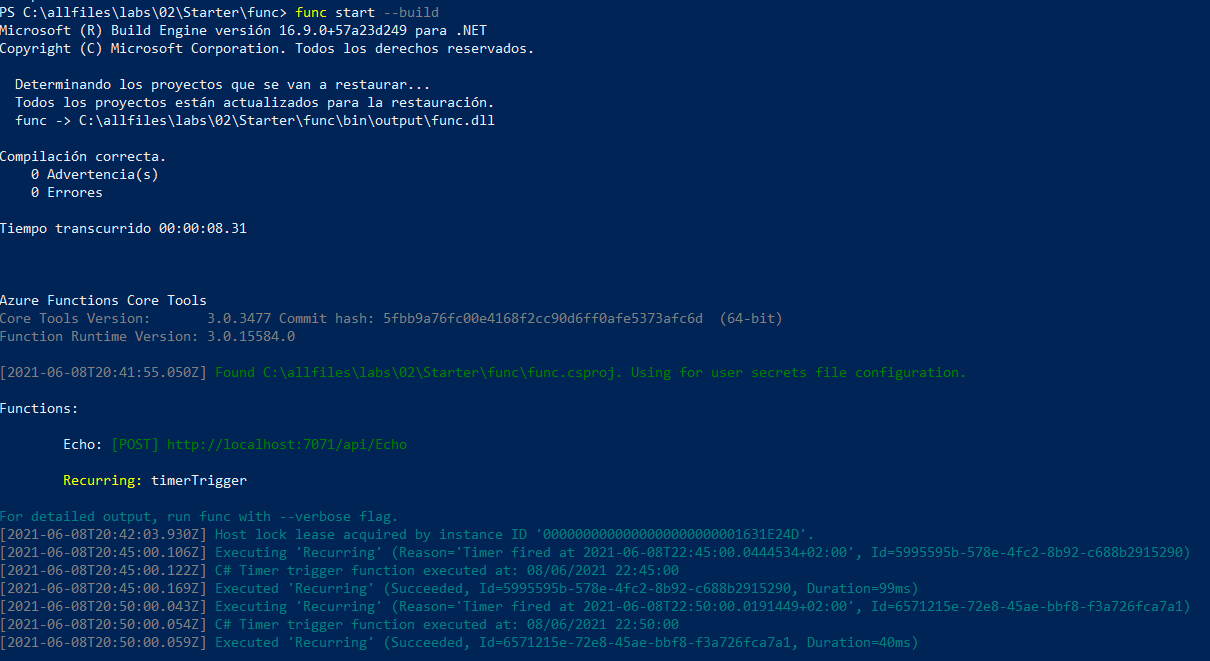 PS C:\allfiles\labs\02\Starter\func> func start --build
Microsoft (R) Build Engine versión 16.9.0+57a23d249 para .NET
Copyright (C) Microsoft Corporation. Todos los derechos reservados.
Determinando los proyectos que se van a restaurar...
Todos los proyectos están actualizados para la restauración.
func -> C:\allfiles\labs\02\Starter\func\bin\output\func.dll
Compilación correcta.
0 Advertencia(s)
0 Errores
Tiempo transcurrido 00:00:08.31
Azure Functions Core Tools
Core Tools Version: 3.0.3477 Commit hash: 5fbb9a76fc00e4168f2cc90d6ff0afe5373afc6d (64-bit)
Function Runtime Version: 3.0.15584.0
[2021-06-08T20:41:55.050Z] Found C:\allfiles\labs\02\Starter\func\func.csproj. Using for user secrets file configuration.
Functions:
Echo: [POST] http://localhost:7071/api/Echo
Recurring: timerTrigger
For detailed output, run func with --verbose flag.
[2021-06-08T20:42:03.930Z] Host lock lease acquired by instance ID '0000000000000000000000001631E24D'.
[2021-06-08T20:45:00.106Z] Executing 'Recurring' (Reason='Timer fired at 2021-06-08T22:45:00.0444534+02:00', Id=5995595b-578e-4fc2-8b92-c688b2915290)
[2021-06-08T20:45:00.122Z] C# Timer trigger function executed at: 08/06/2021 22:45:00
[2021-06-08T20:45:00.169Z] Executed 'Recurring' (Succeeded, Id=5995595b-578e-4fc2-8b92-c688b2915290, Duration=99ms)
[2021-06-08T20:50:00.043Z] Executing 'Recurring' (Reason='Timer fired at 2021-06-08T22:50:00.0191449+02:00', Id=6571215e-72e8-45ae-bbf8-f3a726fca7a1)
[2021-06-08T20:50:00.054Z] C# Timer trigger function executed at: 08/06/2021 22:50:00
[2021-06-08T20:50:00.059Z] Executed 'Recurring' (Succeeded, Id=6571215e-72e8-45ae-bbf8-f3a726fca7a1, Duration=40ms)